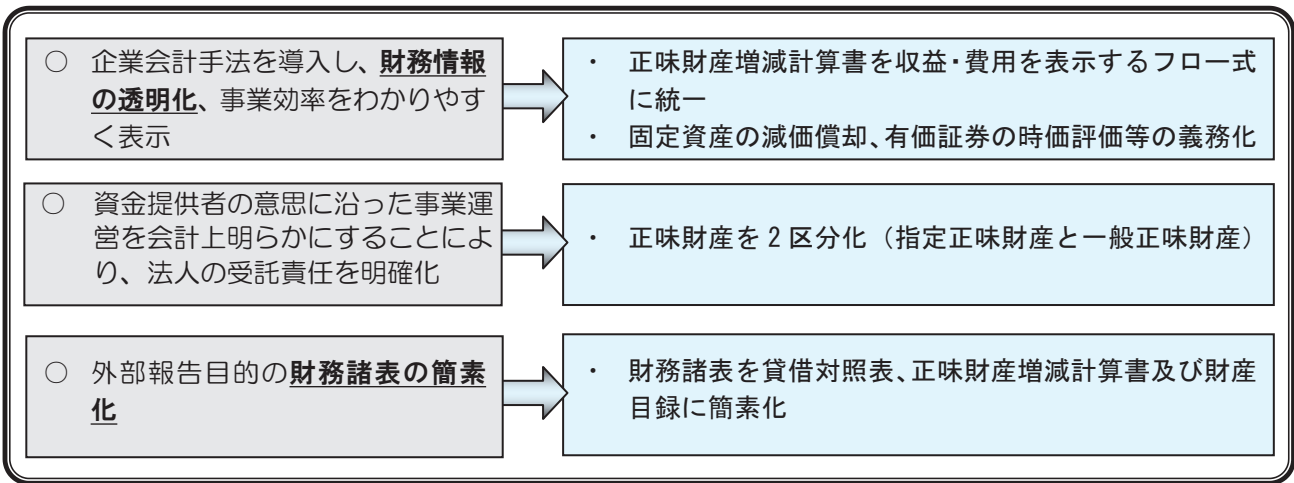 ○ 企業会計手法を導入し、財務情報
の透明化、事業効率をわかりやす
く表示
・ 正味財産増減計算書を収益・費用を表示するフロー式
に統一
・ 固定資産の減価償却、有価証券の時価評価等の義務化
○ 資金提供者の意思に沿った事業運
営を会計上明らかにすることによ
り、法人の受託責任を明確化
・ 正味財産を2区分化（指定正味財産と一般正味財産）
○ 外部報告目的の財務諸表の簡素
化
・ 財務諸表を貸借対照表、正味財産増減計算書及び財産
目録に簡素化